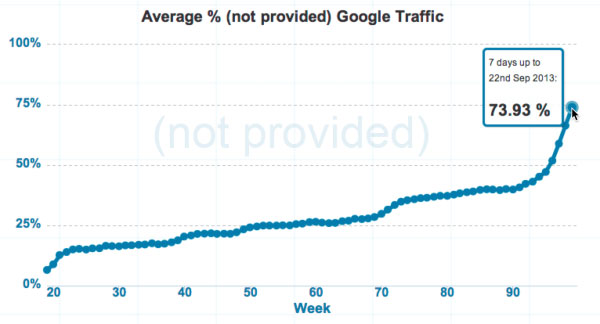 Average % (not provided) Google Traffic
100%
7 days up to
22nd Sep 2013:
73.93 %
75%
(not provided)
50%
25%
0%
20 30 40 50 60 70 80 90
Week